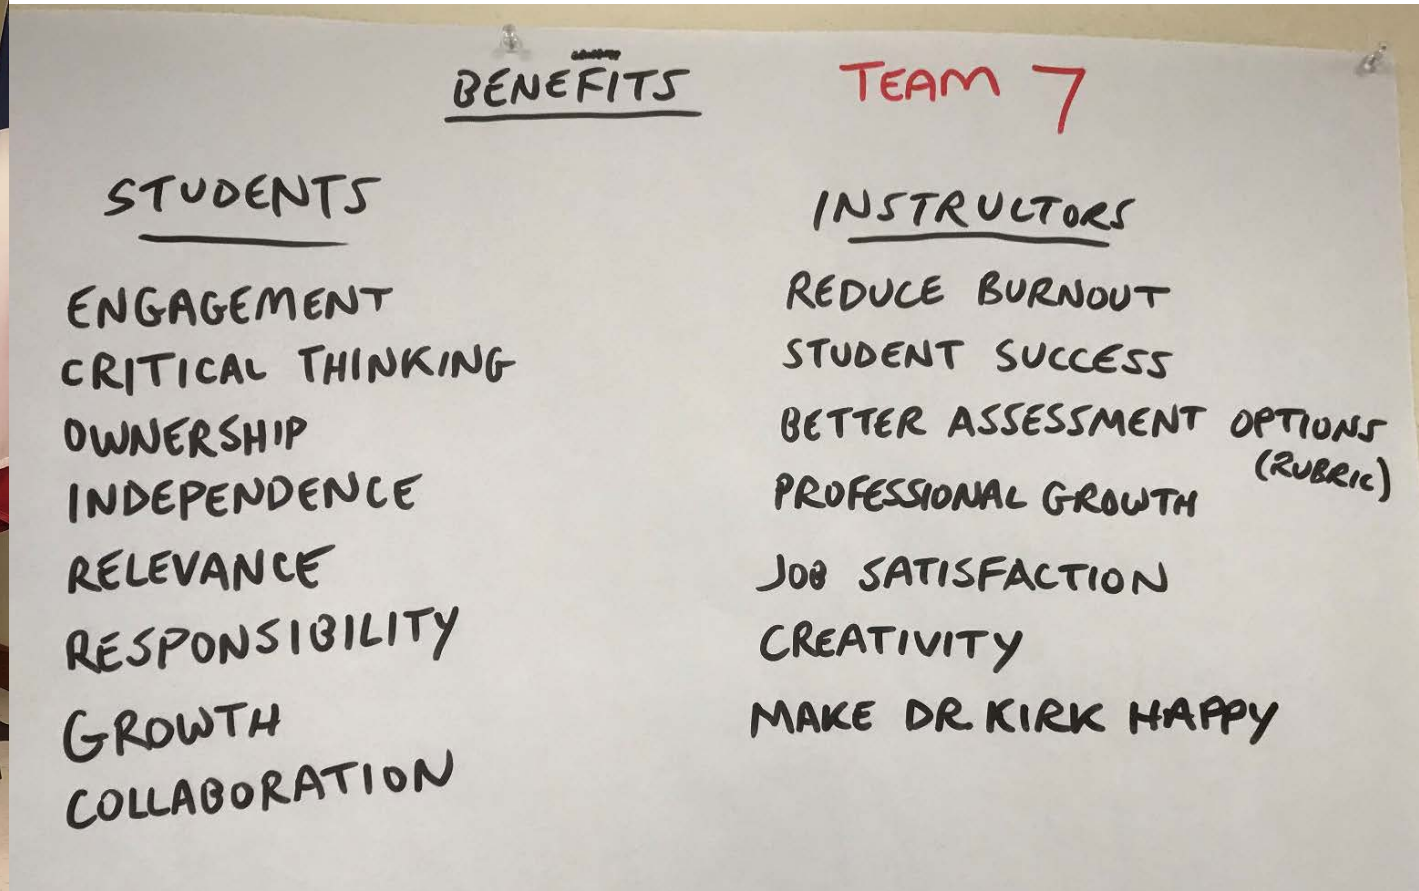 BENEFITS TEAM 7
STUDENTS
ENGAGEMENT
CRITICAL THINKING
OWNERSHIP
INDEPENDENCE
RELEVANCE
RESPONSIBILITY
GROWTH
COLLABORATION
INSTRUCTORS
REDUCE BURNOUT
STUDENT SUCCESS
BETTER ASSESSMENT OPTIONS
(RUBRIC)
PROFESSIONAL GROWTH
JOB SATISFACTION
CREATIVITY
MAKE DR. KIRK HAPPY